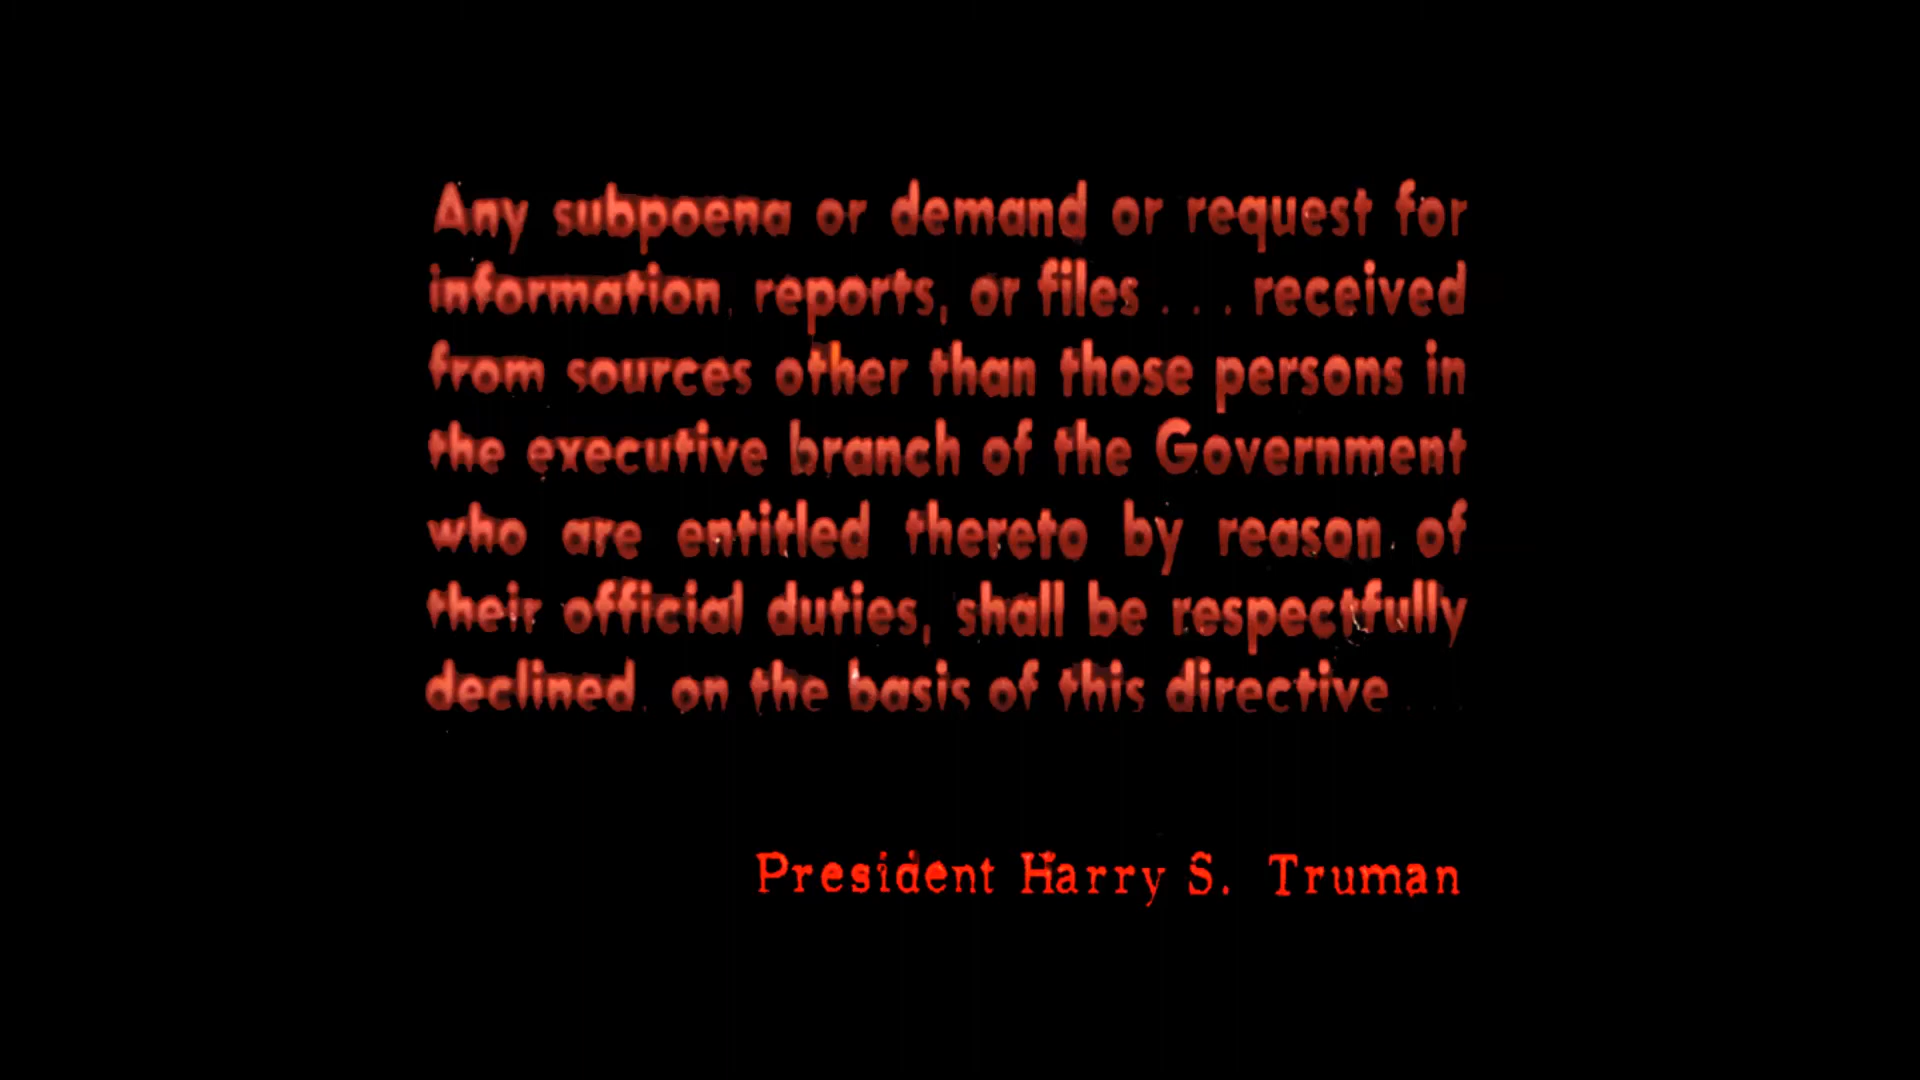 Any subpoena or demand or request for
information, reports, or files . . . received
from sources other than those persons in
the executive branch of the Government
who are entitled thereto by reason of
their official duties, shall be respectfully
declined, on the basis of this directive . . .
President Harry S. Truman